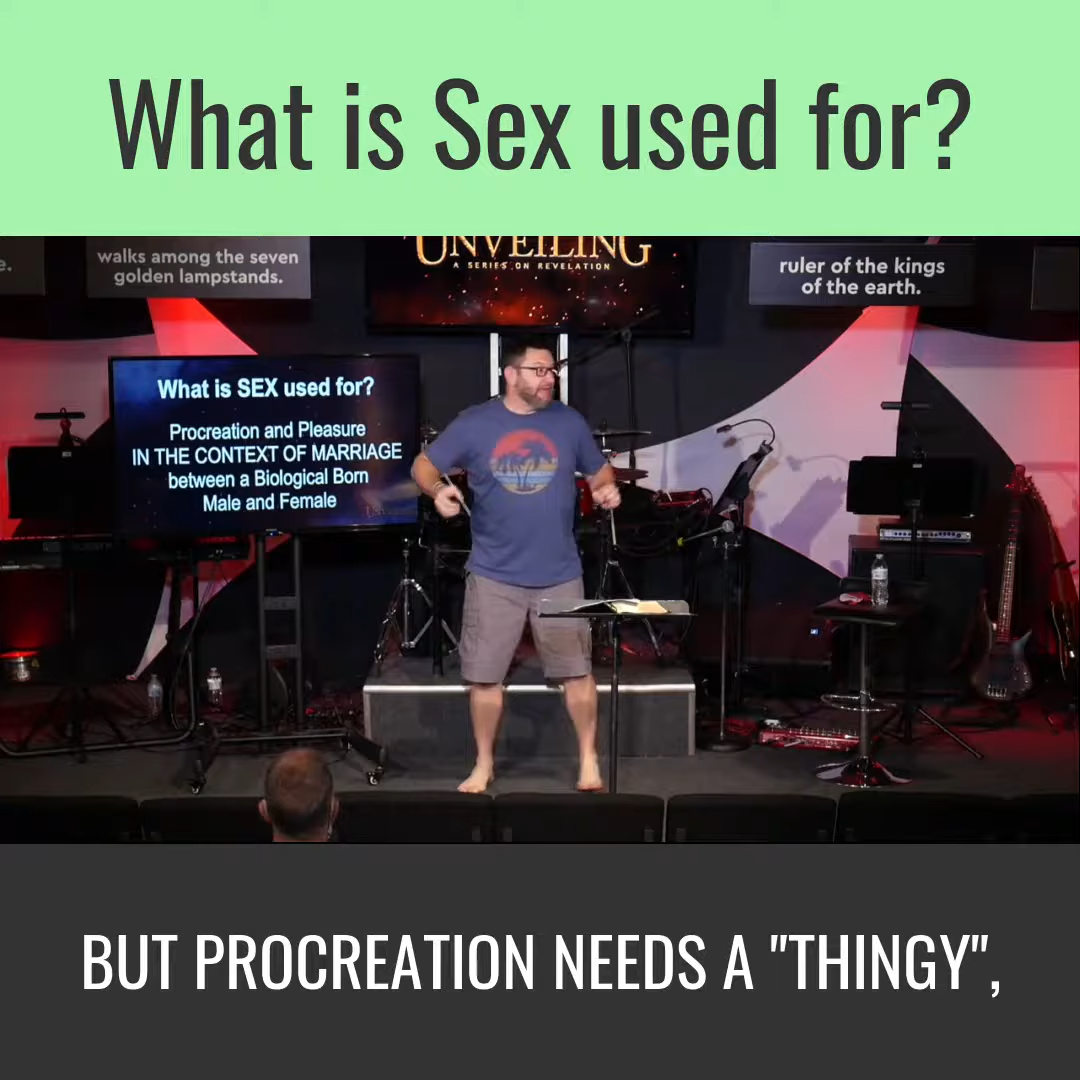 What is Sex used for?
e.
walks among the seven
golden lampstands.
UNVEILING
A SERIES ON REVELATION
ruler of the kings
of the earth.
What is SEX used for?
Procreation and Pleasure
IN THE CONTEXT OF MARRIAGE
between a Biological Born
Male and Female
BUT PROCREATION NEEDS A "THINGY",